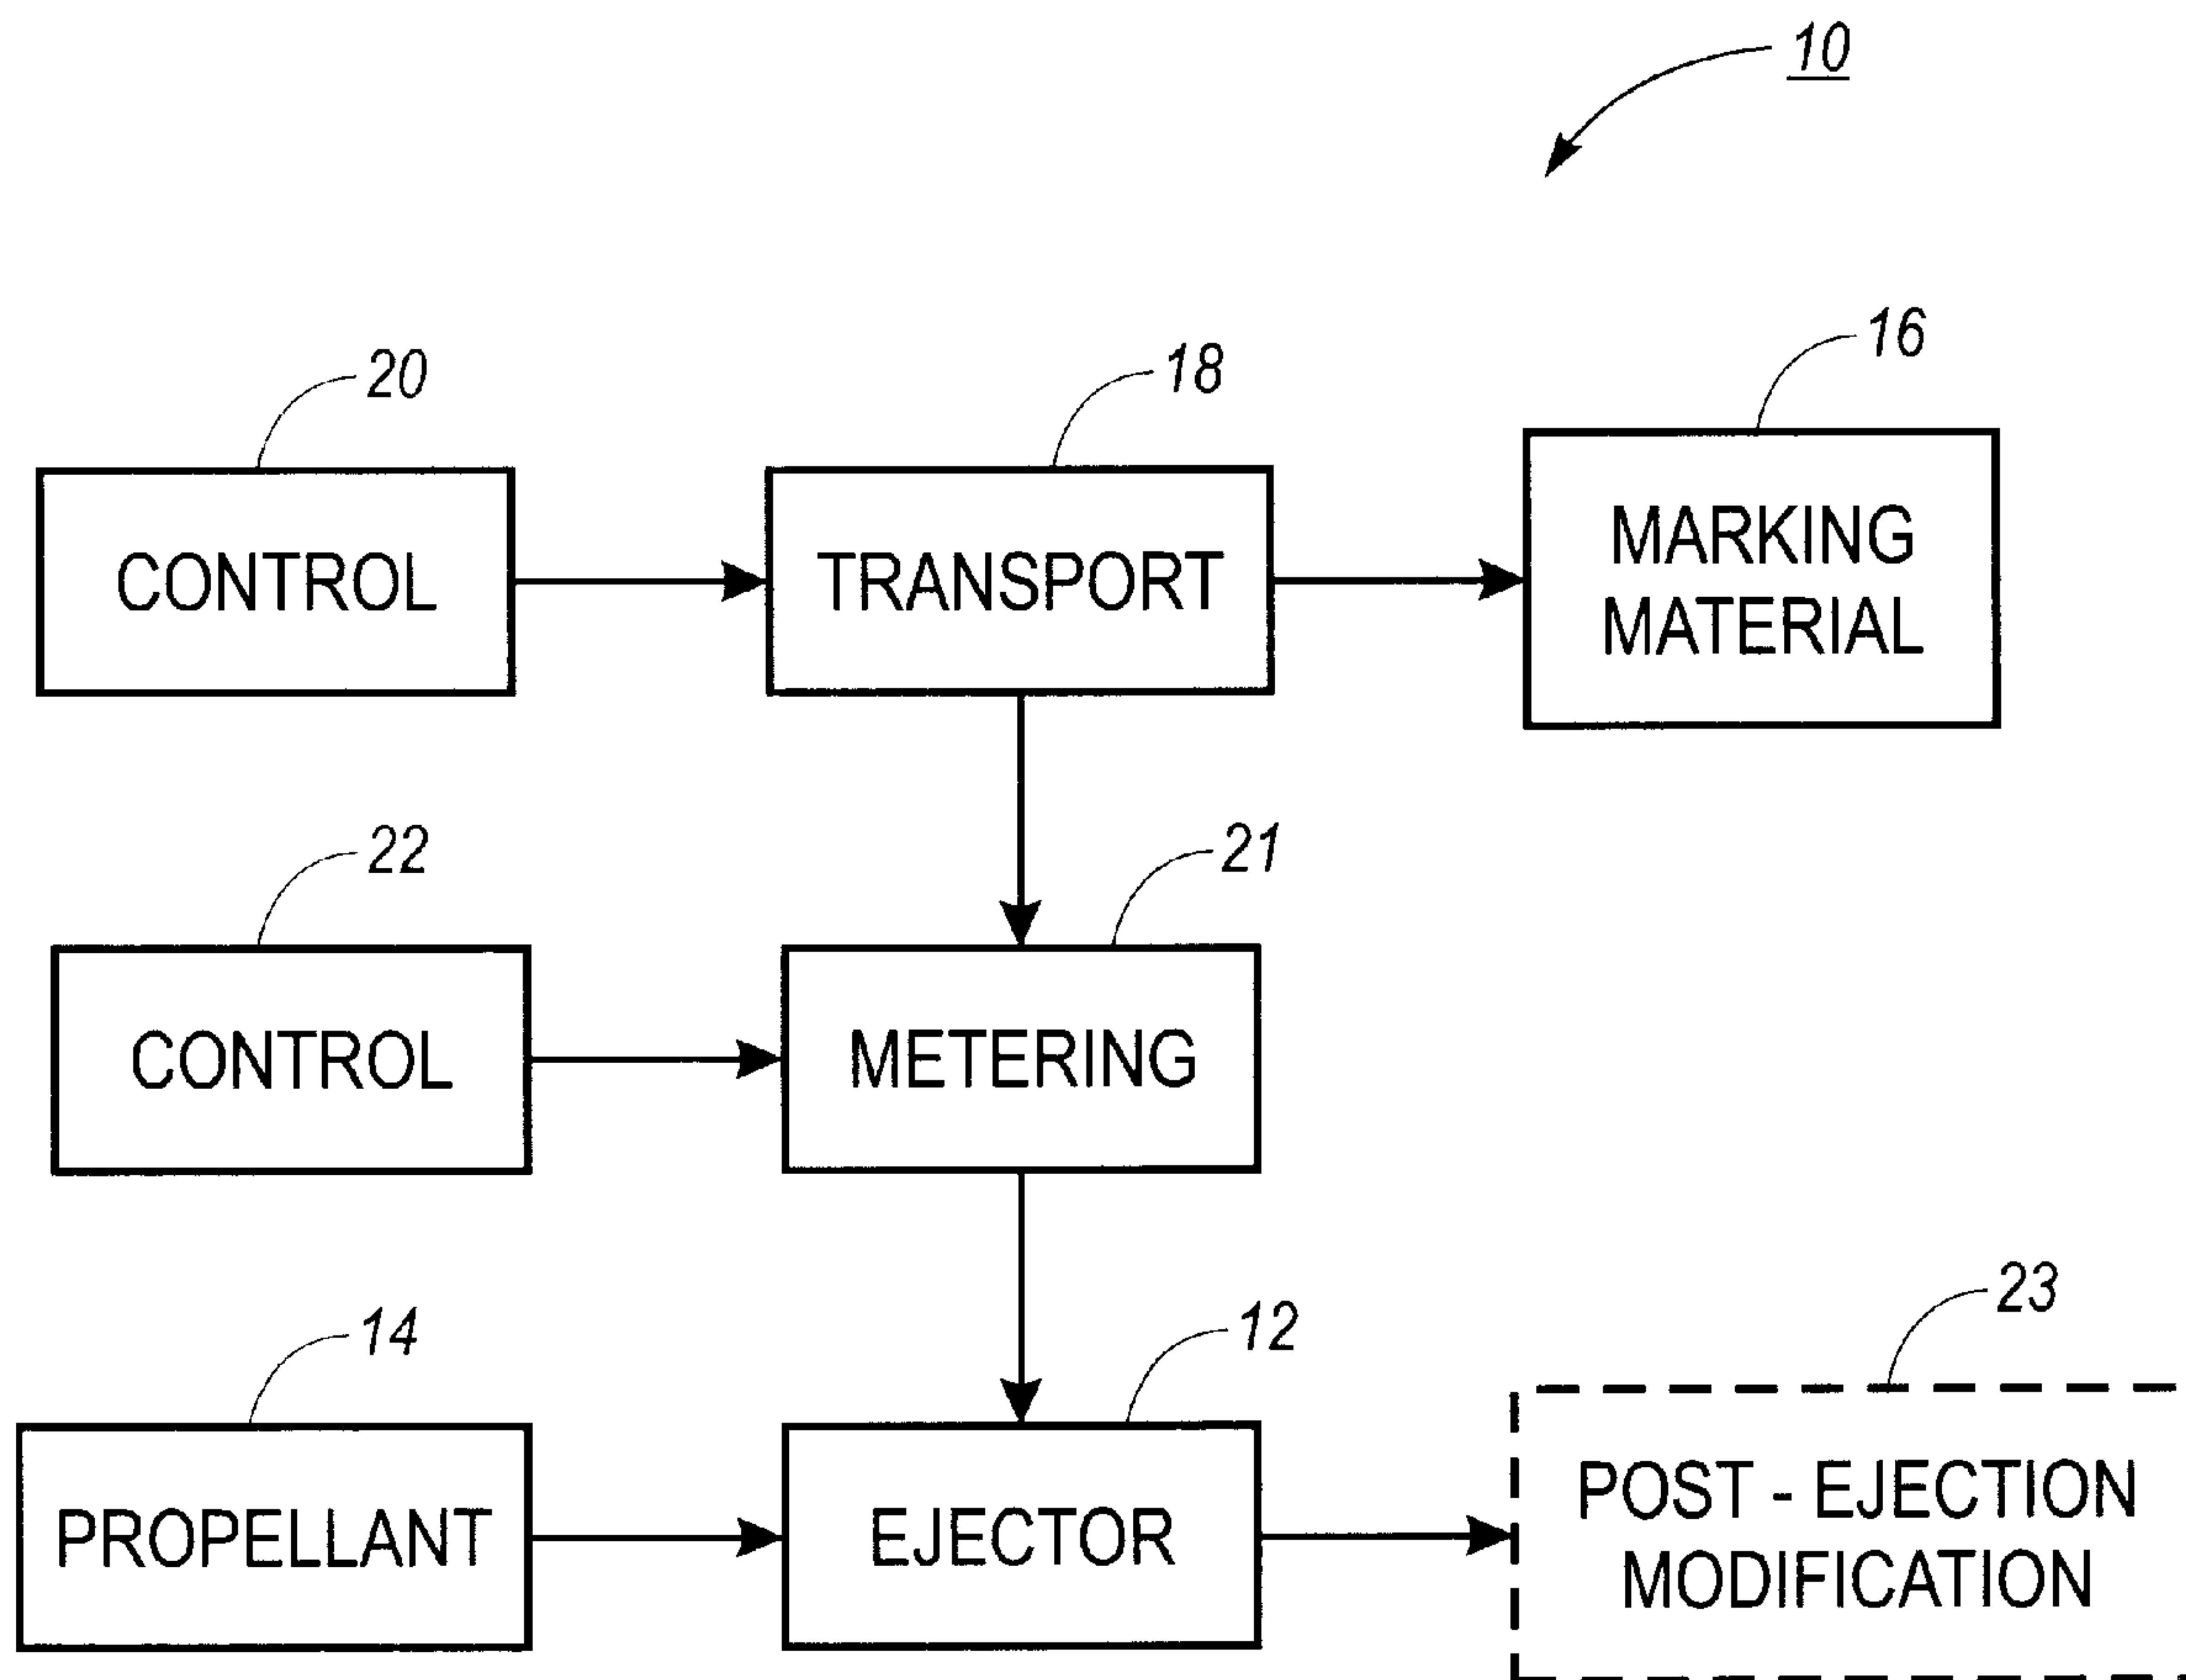 10
20
18
16
CONTROL
TRANSPORT
MARKING
MATERIAL
22
21
CONTROL
METERING
14
12
23
PROPELLANT
EJECTOR
POST - EJECTION
MODIFICATION